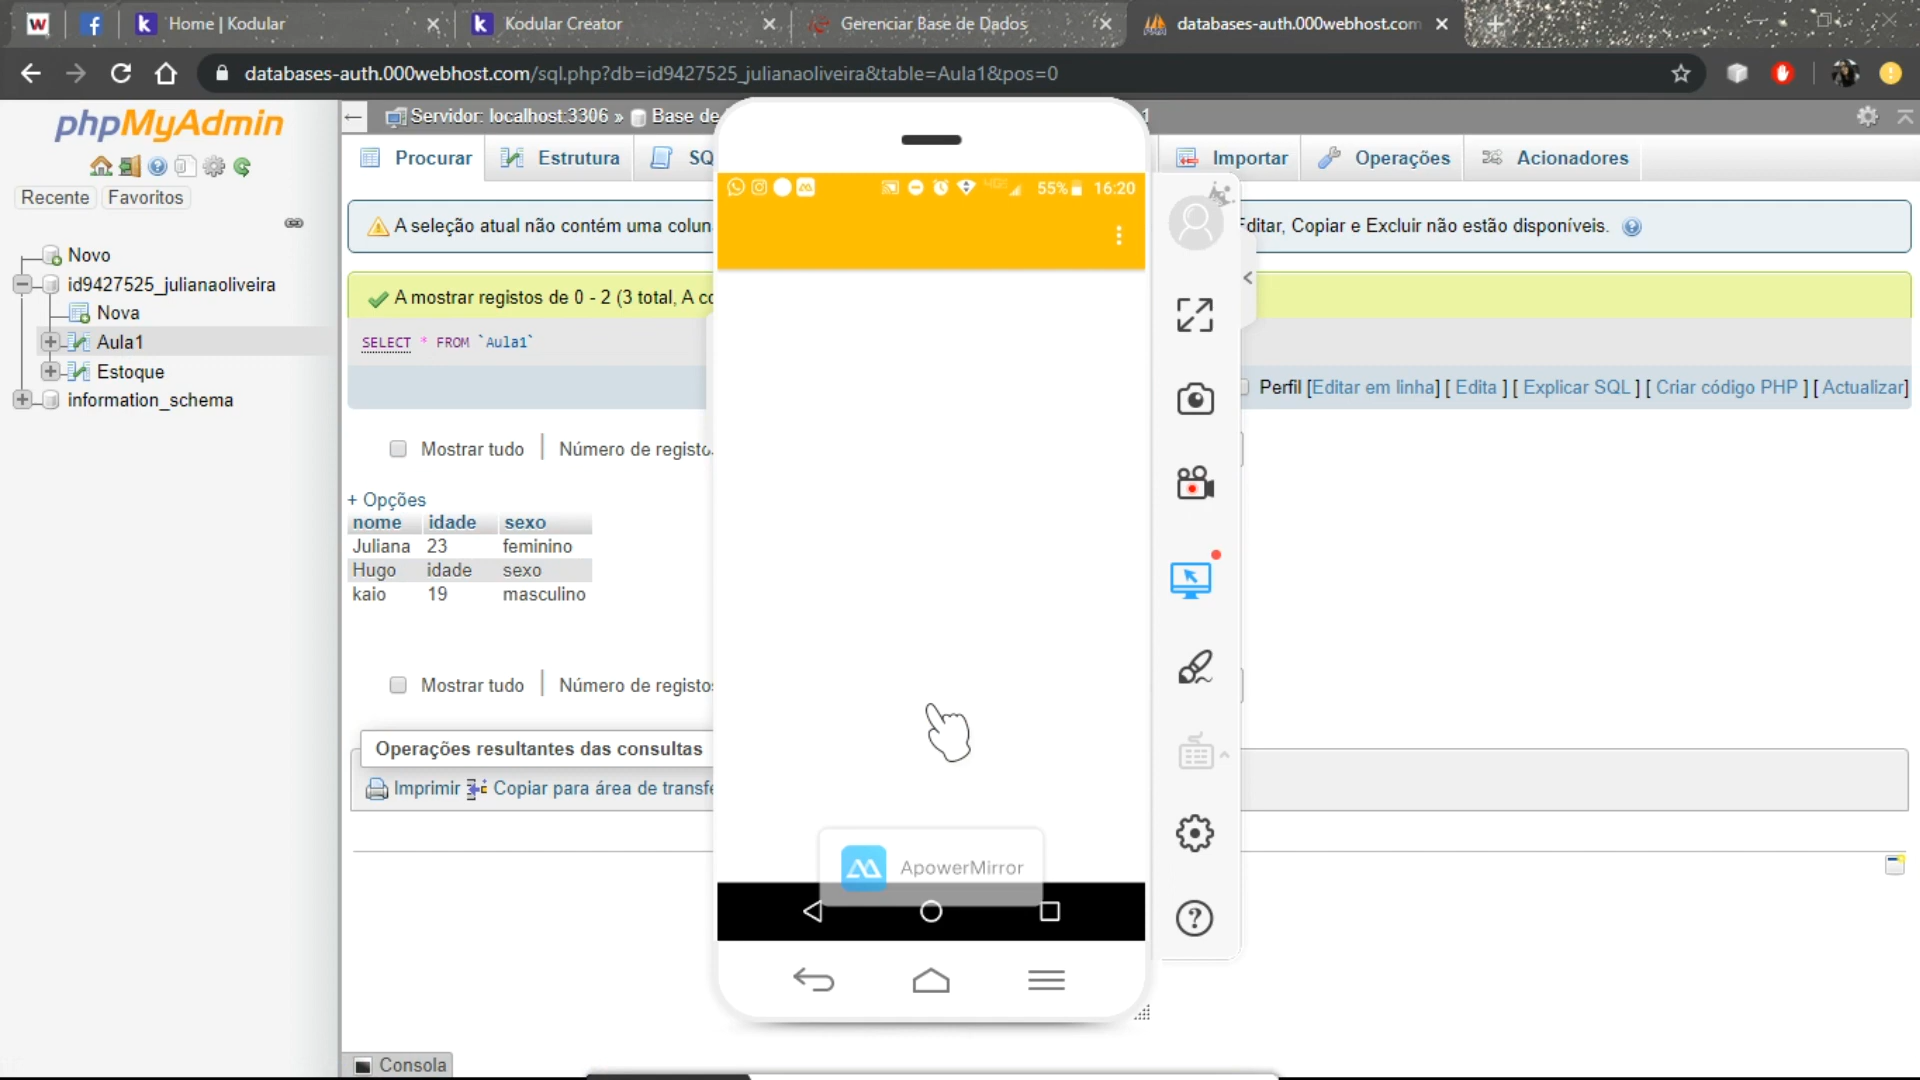 Home | Kodular
Kodular Creator
Gerenciar Base de Dados
databases-auth.000webhost.com
databases-auth.000webhost.com/sql.php?db=id9427525_julianaoliveira&table=Aula1&pos=0
phpMyAdmin
Recente
Favoritos
Novo
id9427525_julianaoliveira
Nova
Aula1
Estoque
information_schema
Servidor: localhost:3306 »
Base de
1
Procurar
Estrutura
SQ
Importar
Operações
Acionadores
A seleção atual não contém uma colun
Editar, Copiar e Excluir não estão disponíveis.
A mostrar registos de 0 - 2 (3 total, A co
SELECT * FROM `Aula1`
Perfil [Editar em linha] [ Edita ] [ Explicar SQL ] [ Criar código PHP ] [ Actualizar]
Mostrar tudo
Número de registo
+ Opções
nome idade sexo
Juliana 23 feminino
Hugo idade sexo
kaio 19 masculino
Mostrar tudo
Número de registo
Operações resultantes das consultas
Imprimir
Copiar para área de transfe
Consola
55%
16:20
ApowerMirror